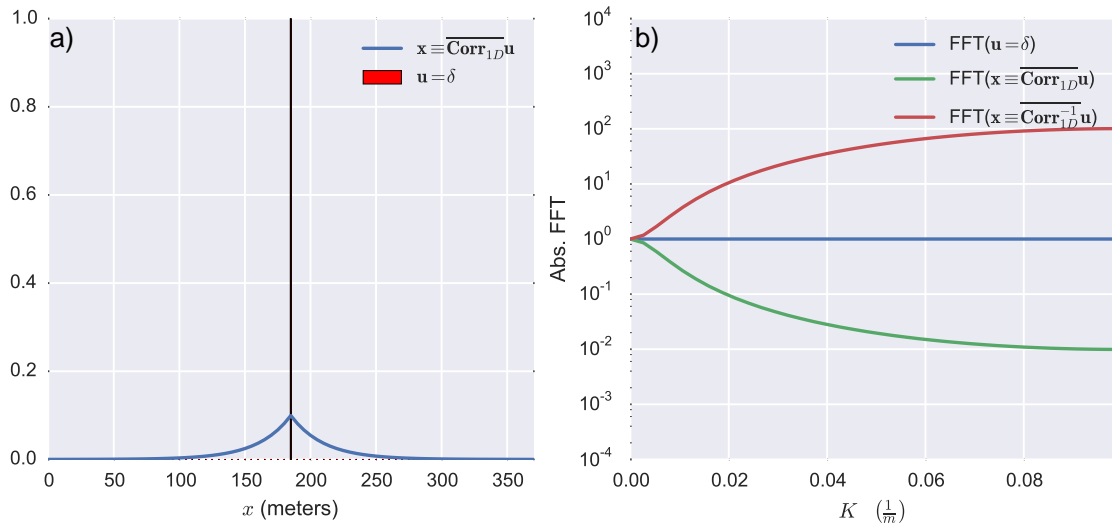 a)
1.0
0.8
0.6
0.4
0.2
0.0
x ≡ \overline{Corr_{1D}}u
u = δ
0 50 100 150 200 250 300 350
x (meters)
b)
Abs. FFT
10^4
10^3
10^2
10^1
10^0
10^{-1}
10^{-2}
10^{-3}
10^{-4}
FFT(u = δ)
FFT(x ≡ \overline{Corr_{1D}}u)
FFT(x ≡ \overline{Corr_{1D}^{-1}}u)
0.00 0.02 0.04 0.06 0.08
K (\frac{1}{m})